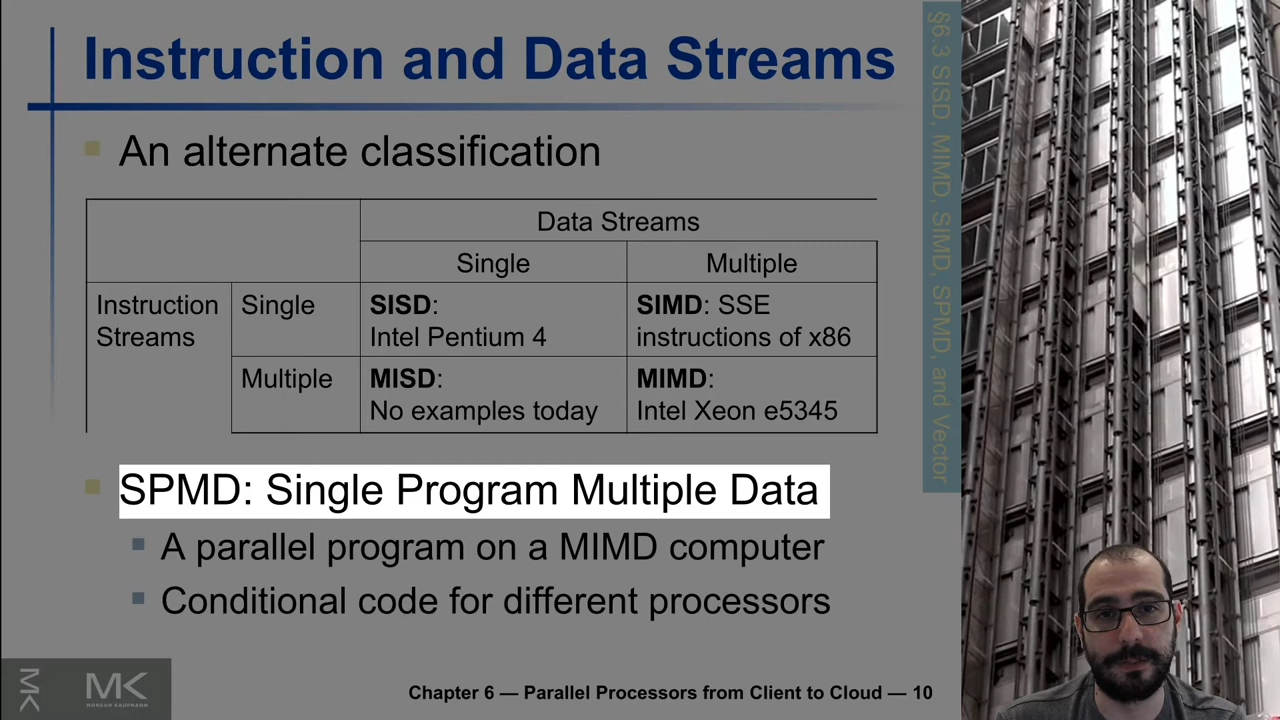 Instruction and Data Streams
An alternate classification
Data Streams
Single
Multiple
Instruction
Streams
Single
SISD:
Intel Pentium 4
SIMD: SSE
instructions of x86
Multiple
MISD:
No examples today
MIMD:
Intel Xeon e5345
SPMD: Single Program Multiple Data
A parallel program on a MIMD computer
Conditional code for different processors
§6.3 SISD, MIMD, SIMD, SPMD, and Vector
MK
MK
MORGAN KAUFMANN
Chapter 6 — Parallel Processors from Client to Cloud — 10